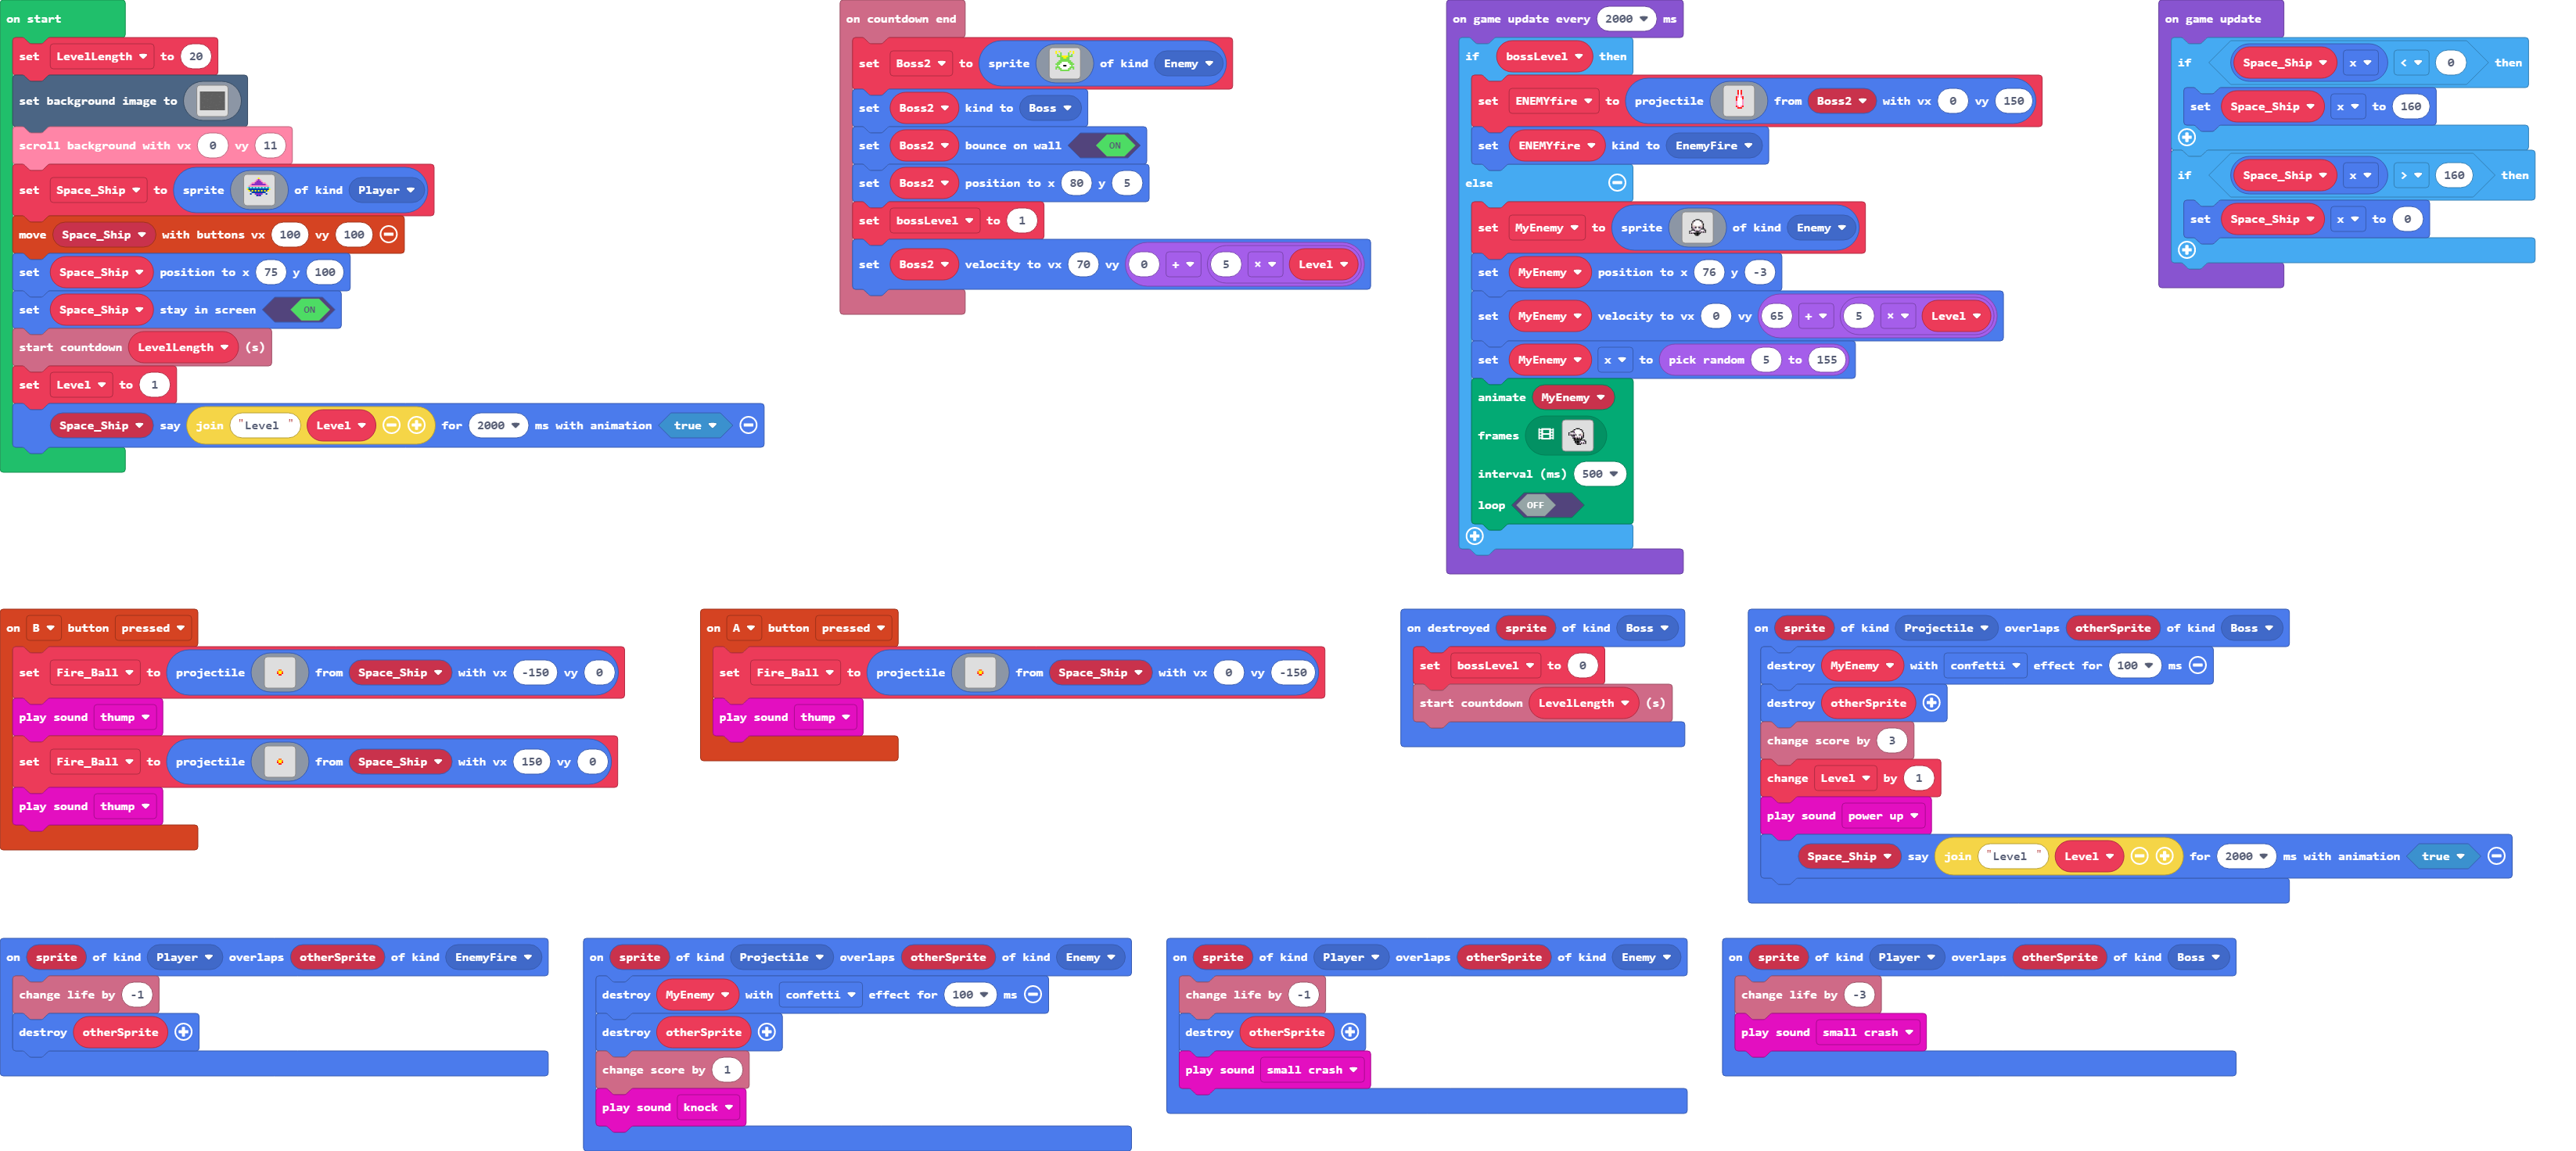 on start
set LevelLength to 20
set background image to
scroll background with vx 0 vy 11
set Space_Ship to sprite of kind Player
move Space_Ship with buttons vx 100 vy 100
set Space_Ship position to x 75 y 100
set Space_Ship stay in screen ON
start countdown LevelLength (s)
set Level to 1
Space_Ship say join "Level " Level for 2000 ms with animation true
on countdown end
set Boss2 to sprite of kind Enemy
set Boss2 kind to Boss
set Boss2 bounce on wall ON
set Boss2 position to x 80 y 5
set bossLevel to 1
set Boss2 velocity to vx 70 vy 0 + 5 × Level
on game update every 2000 ms
if bossLevel then
set ENEMYfire to projectile from Boss2 with vx 0 vy 150
set ENEMYfire kind to EnemyFire
else
set MyEnemy to sprite of kind Enemy
set MyEnemy position to x 76 y -3
set MyEnemy velocity to vx 0 vy 65 + 5 × Level
set MyEnemy x to pick random 5 to 155
animate MyEnemy
frames
interval (ms) 500
loop OFF
on game update
if Space_Ship x < 0 then
set Space_Ship x to 160
if Space_Ship x > 160 then
set Space_Ship x to 0
on B button pressed
set Fire_Ball to projectile from Space_Ship with vx -150 vy 0
play sound thump
set Fire_Ball to projectile from Space_Ship with vx 150 vy 0
play sound thump
on A button pressed
set Fire_Ball to projectile from Space_Ship with vx 0 vy -150
play sound thump
on destroyed sprite of kind Boss
set bossLevel to 0
start countdown LevelLength (s)
on sprite of kind Projectile overlaps otherSprite of kind Boss
destroy MyEnemy with confetti effect for 100 ms
destroy otherSprite
change score by 3
change Level by 1
play sound power up
Space_Ship say join "Level " Level for 2000 ms with animation true
on sprite of kind Player overlaps otherSprite of kind EnemyFire
change life by -1
destroy otherSprite
on sprite of kind Projectile overlaps otherSprite of kind Enemy
destroy MyEnemy with confetti effect for 100 ms
destroy otherSprite
change score by 1
play sound knock
on sprite of kind Player overlaps otherSprite of kind Enemy
change life by -1
destroy otherSprite
play sound small crash
on sprite of kind Player overlaps otherSprite of kind Boss
change life by -3
play sound small crash